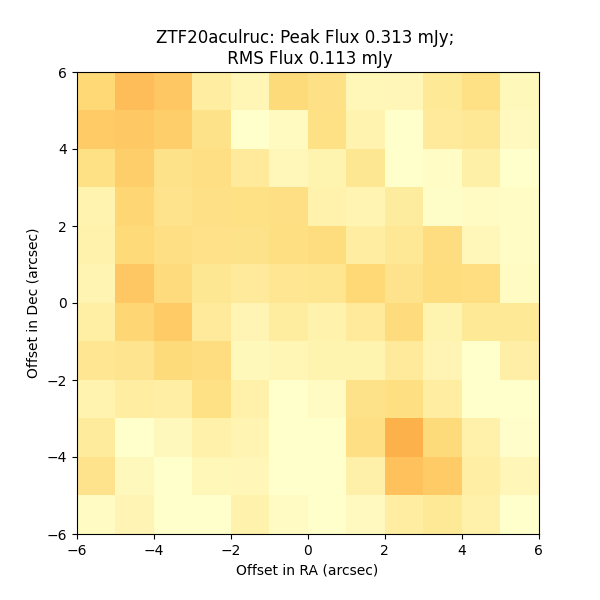 ZTF20aculruc: Peak Flux 0.313 mJy;
RMS Flux 0.113 mJy
6
4
2
0
−2
−4
−6
Offset in Dec (arcsec)
−6 −4 −2 0 2 4 6
Offset in RA (arcsec)